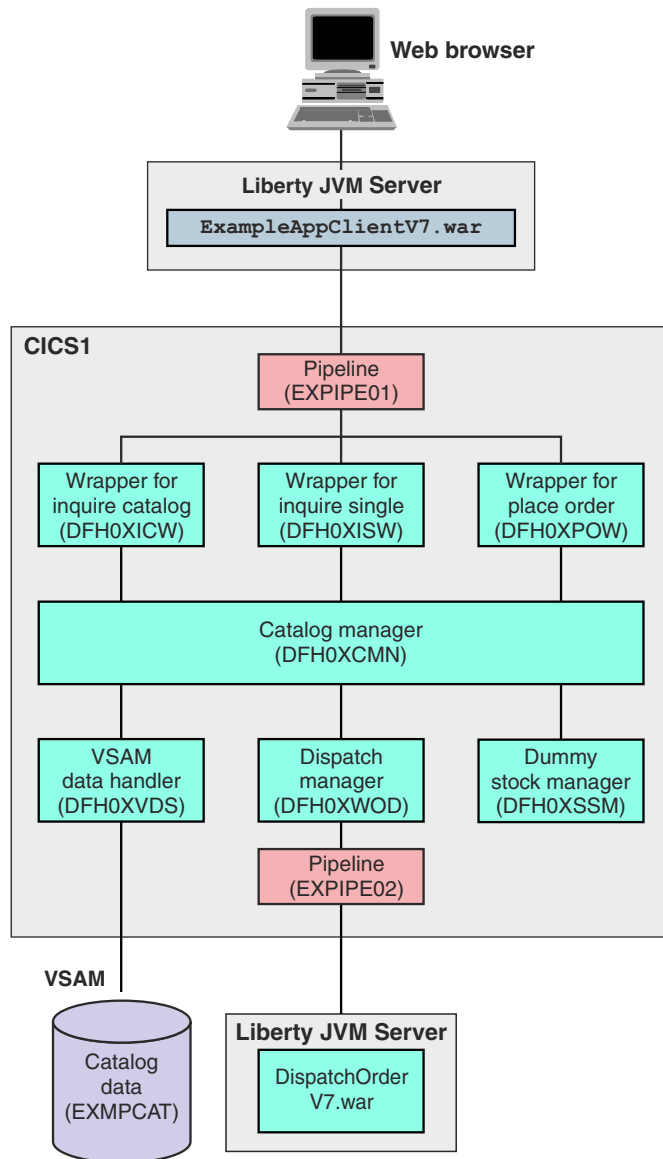 Web browser
Liberty JVM Server
ExampleAppClientV7.war
CICS1
Pipeline
(EXPIPE01)
Wrapper for
inquire catalog
(DFH0XICW)
Wrapper for
inquire single
(DFH0XISW)
Wrapper for
place order
(DFH0XPOW)
Catalog manager
(DFH0XCMN)
VSAM
data handler
(DFH0XVDS)
Dispatch
manager
(DFH0XWOD)
Dummy
stock manager
(DFH0XSSM)
Pipeline
(EXPIPE02)
VSAM
Catalog
data
(EXMPCAT)
Liberty JVM Server
DispatchOrder
V7.war